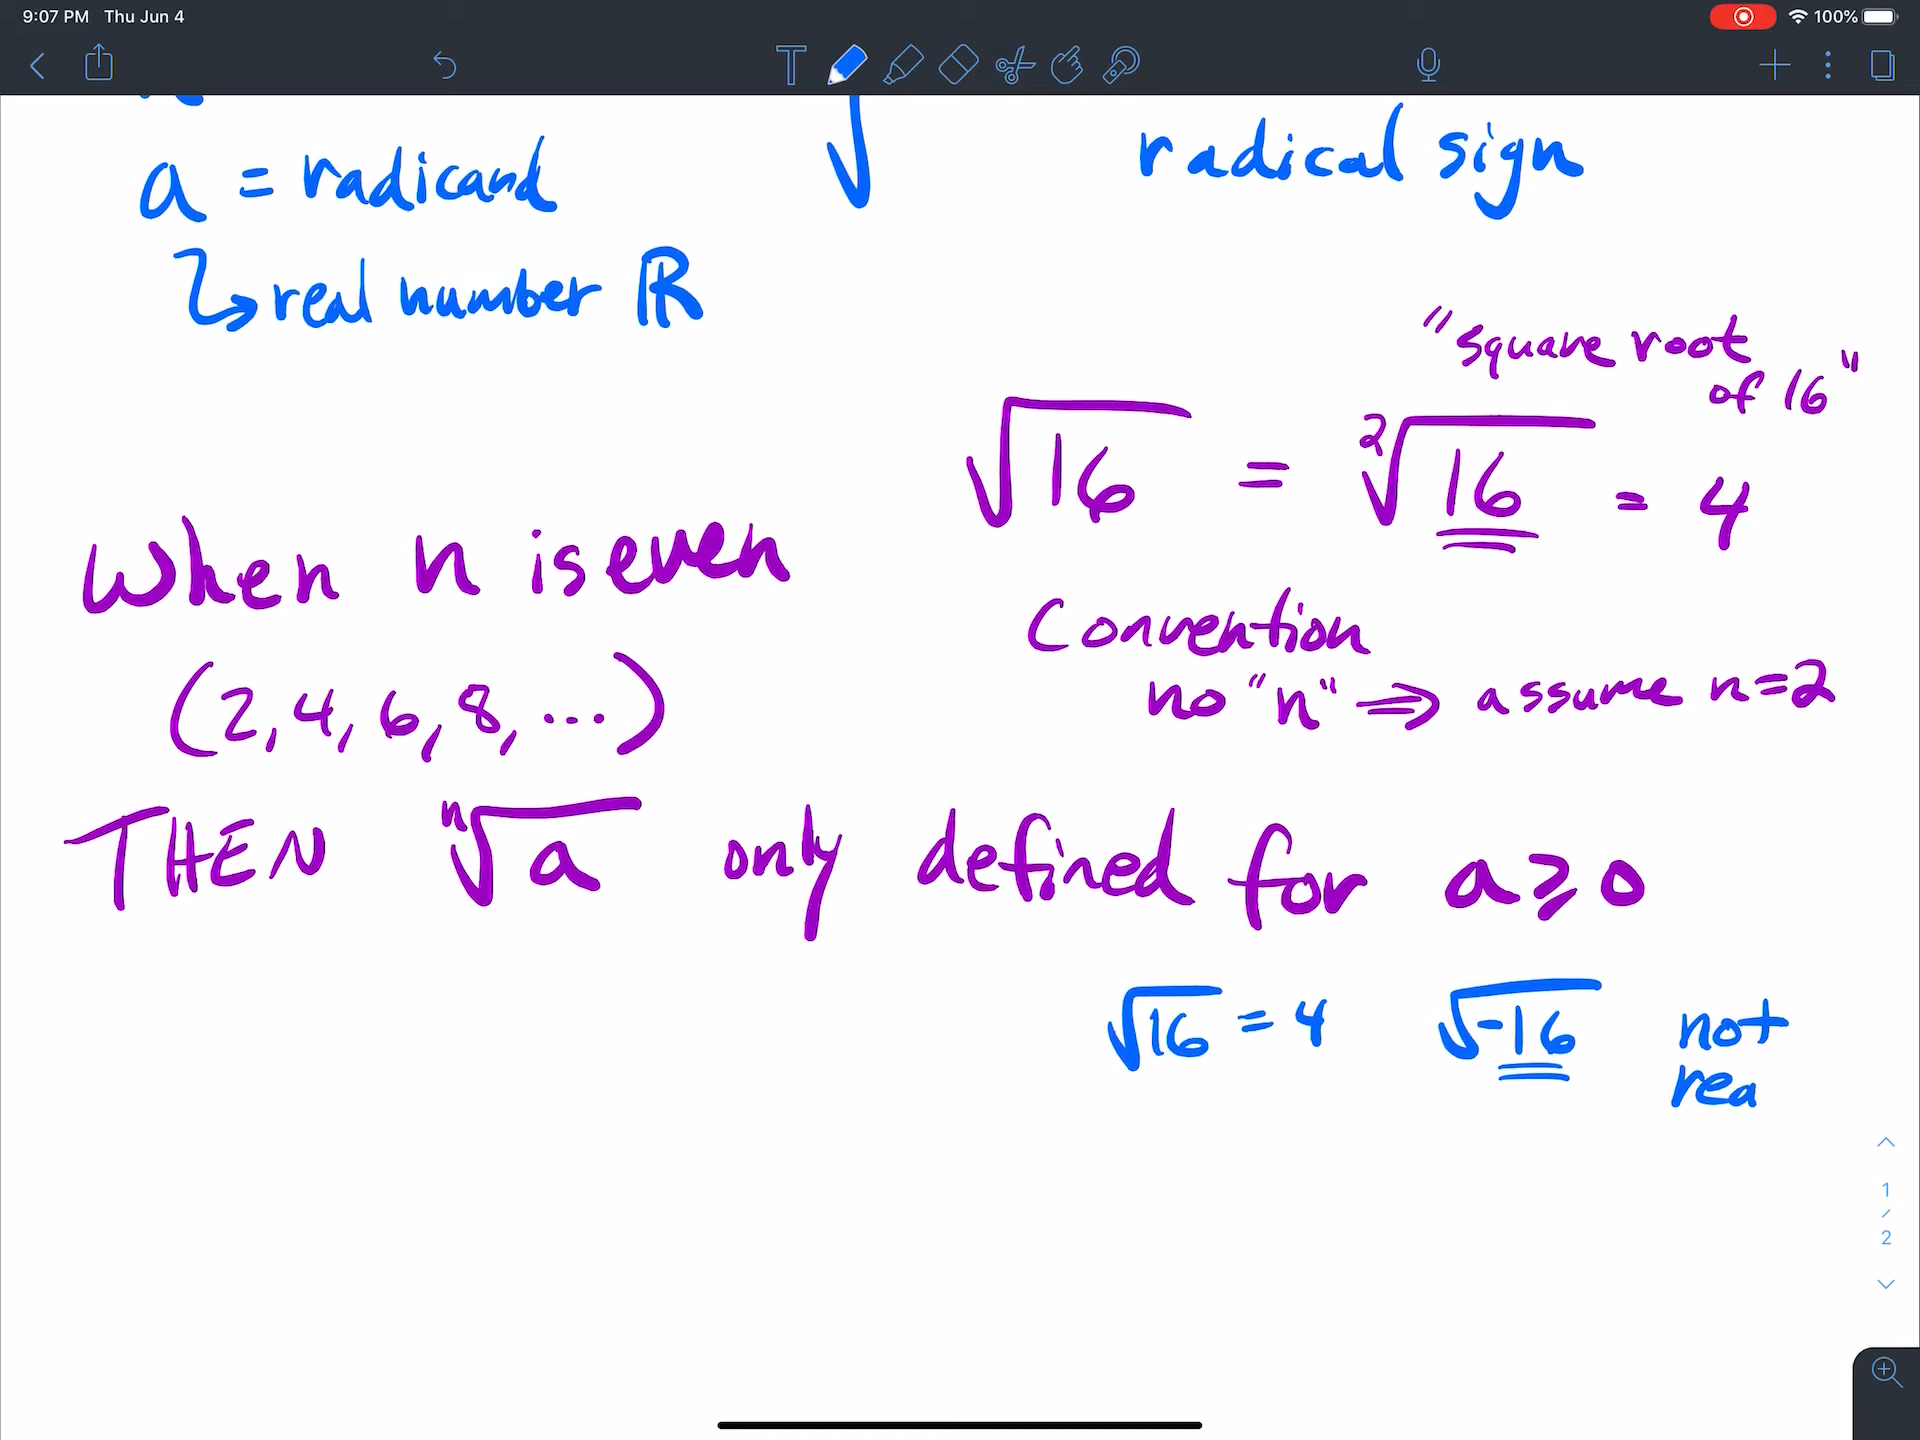 9:07 PM Thu Jun 4
100%
a = radicand
√
radical sign
↳ real number ℝ
"square root
of 16"
√16 = ²√16 = 4
When n is even
(2, 4, 6, 8, ...)
Convention
no "n" ⇒ assume n=2
THEN ⁿ√a only defined for a ≥ 0
√16 = 4 √-16 not
rea
1
/
2